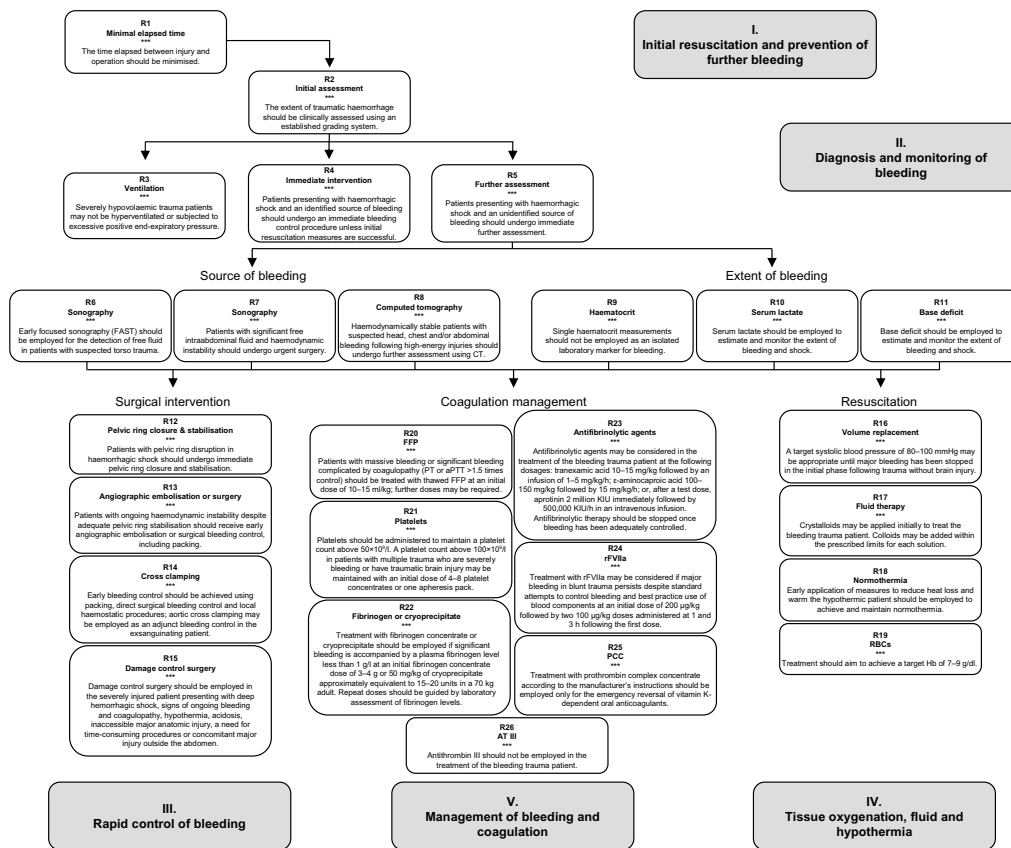 R1
Minimal elapsed time
***
The time elapsed between injury and
operation should be minimised.
I.
Initial resuscitation and prevention of
further bleeding
R2
Initial assessment
***
The extent of traumatic haemorrhage
should be clinically assessed using an
established grading system.
II.
Diagnosis and monitoring of
bleeding
R3
Ventilation
***
Severely hypovolaemic trauma patients
may not be hyperventilated or subjected to
excessive positive end-expiratory pressure.
R4
Immediate intervention
***
Patients presenting with haemorrhagic
shock and an identified source of bleeding
should undergo an immediate bleeding
control procedure unless initial
resuscitation measures are successful.
R5
Further assessment
***
Patients presenting with haemorrhagic
shock and an unidentified source of
bleeding should undergo immediate
further assessment.
Source of bleeding
Extent of bleeding
R6
Sonography
***
Early focused sonography (FAST) should
be employed for the detection of free fluid
in patients with suspected torso trauma.
R7
Sonography
***
Patients with significant free
intraabdominal fluid and haemodynamic
instability should undergo urgent surgery.
R8
Computed tomography
***
Haemodynamically stable patients with
suspected head, chest and/or abdominal
bleeding following high-energy injuries should
undergo further assessment using CT.
R9
Haematocrit
***
Single haematocrit measurements
should not be employed as an isolated
laboratory marker for bleeding.
R10
Serum lactate
***
Serum lactate should be employed to
estimate and monitor the extent of
bleeding and shock.
R11
Base deficit
***
Base deficit should be employed to
estimate and monitor the extent of
bleeding and shock.
Surgical intervention
Coagulation management
Resuscitation
R12
Pelvic ring closure & stabilisation
***
Patients with pelvic ring disruption in
haemorrhagic shock should undergo immediate
pelvic ring closure and stabilisation.
R13
Angiographic embolisation or surgery
***
Patients with ongoing haemodynamic instability despite
adequate pelvic ring stabilisation should receive early
angiographic embolisation or surgical bleeding control,
including packing.
R14
Cross clamping
***
Early bleeding control should be achieved using
packing, direct surgical bleeding control and local
haemostatic procedures; aortic cross clamping may
be employed as an adjunct bleeding control in the
exsanguinating patient.
R15
Damage control surgery
***
Damage control surgery should be employed in
the severely injured patient presenting with deep
hemorrhagic shock, signs of ongoing bleeding
and coagulopathy, hypothermia, acidosis,
inaccessible major anatomic injury, a need for
time-consuming procedures or concomitant major
injury outside the abdomen.
R20
FFP
***
Patients with massive bleeding or significant bleeding
complicated by coagulopathy (PT or aPTT >1.5 times
control) should be treated with thawed FFP at an initial
dose of 10–15 ml/kg; further doses may be required.
R21
Platelets
***
Platelets should be administered to maintain a platelet
count above 50×10⁹/l. A platelet count above 100×10⁹/l
in patients with multiple trauma who are severely
bleeding or have traumatic brain injury may be
maintained with an initial dose of 4–8 platelet
concentrates or one apheresis pack.
R22
Fibrinogen or cryoprecipitate
***
Treatment with fibrinogen concentrate or
cryoprecipitate should be employed if significant
bleeding is accompanied by a plasma fibrinogen level
less than 1 g/l at an initial fibrinogen concentrate
dose of 3–4 g or 50 mg/kg of cryoprecipitate
approximately equivalent to 15–20 units in a 70 kg
adult. Repeat doses should be guided by laboratory
assessment of fibrinogen levels.
R23
Antifibrinolytic agents
***
Antifibrinolytic agents may be considered in
the treatment of the bleeding trauma patient at
the following
dosages: tranexamic acid 10–15 mg/kg followed by
an infusion of 1–5 mg/kg/h; ε-aminocaproic acid 100–
150 mg/kg followed by 15 mg/kg/h; or, after a test dose,
aprotinin 2 million KIU immediately followed by
500,000 KIU/h in an intravenous infusion.
Antifibrinolytic therapy should be stopped once
bleeding has been adequately controlled.
R24
rFVIIa
***
Treatment with rFVIIa may be considered if major
bleeding in blunt trauma persists despite standard
attempts to control bleeding and best practice use of
blood components at an initial dose of 200 µg/kg
followed by two 100 µg/kg doses administered at 1 and
3 h following the first dose.
R25
PCC
***
Treatment with prothrombin complex concentrate
according to the manufacturer's instructions should be
employed only for the emergency reversal of vitamin K-
dependent oral anticoagulants.
R26
AT III
***
Antithrombin III should not be employed in the
treatment of the bleeding trauma patient.
R16
Volume replacement
***
A target systolic blood pressure of 80–100 mmHg
may be appropriate until major bleeding has been stopped
in the initial phase following trauma without brain injury.
R17
Fluid therapy
***
Crystalloids may be applied initially to treat the
bleeding trauma patient. Colloids may be added within
the prescribed limits for each solution.
R18
Normothermia
***
Early application of measures to reduce heat loss and
warm the hypothermic patient should be employed to
achieve and maintain normothermia.
R19
RBCs
***
Treatment should aim to achieve a target Hb of 7–9 g/dl.
III.
Rapid control of bleeding
V.
Management of bleeding and
coagulation
IV.
Tissue oxygenation, fluid and
hypothermia